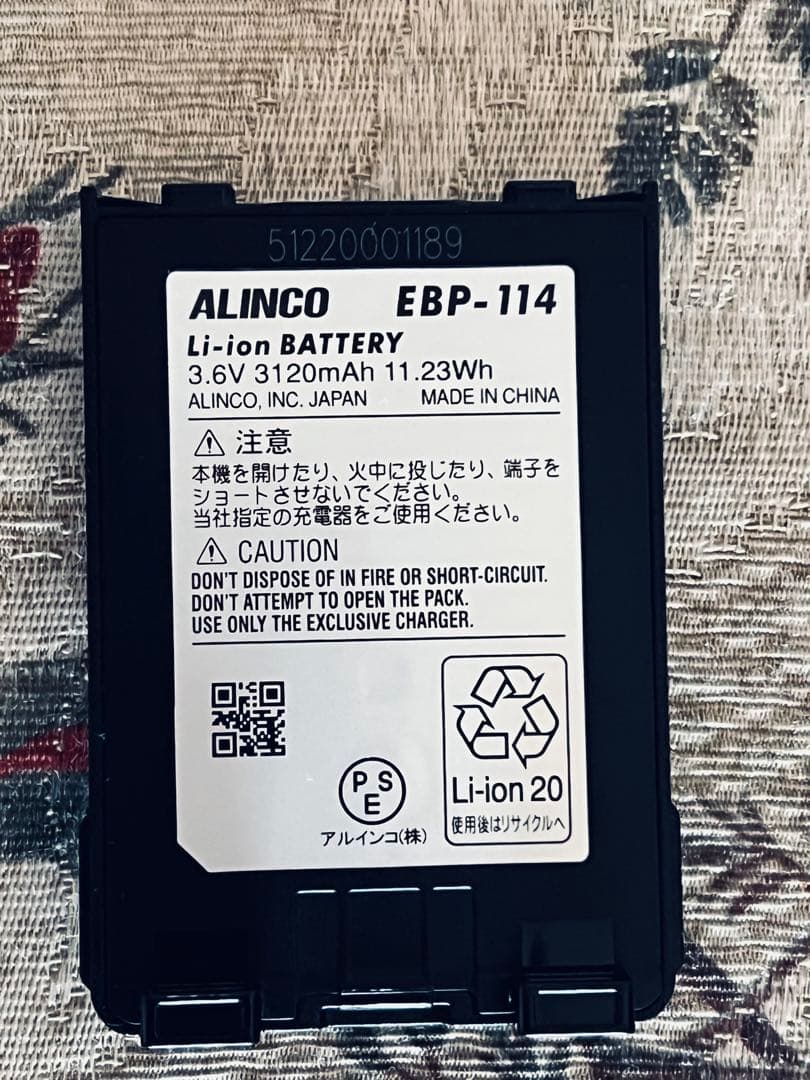 51220001189
ALINCO EBP-114
Li-ion BATTERY
3.6V 3120mAh 11.23Wh
ALINCO, INC. JAPAN MADE IN CHINA
注意
本機を開けたり、火中に投じたり、端子を
ショートさせないでください。
当社指定の充電器をご使用ください。
CAUTION
DON'T DISPOSE OF IN FIRE OR SHORT-CIRCUIT.
DON'T ATTEMPT TO OPEN THE PACK.
USE ONLY THE EXCLUSIVE CHARGER.
PSE
アルインコ(株)
Li-ion 20
使用後はリサイクルへ